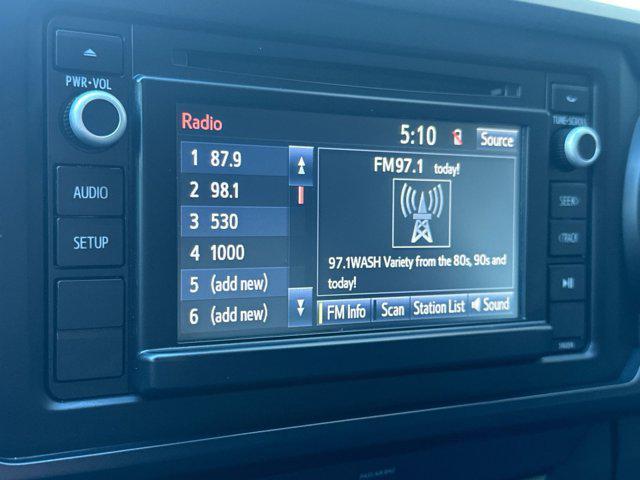 PWR•VOL
AUDIO
SETUP
Radio
5:10
Source
1 87.9
2 98.1
3 530
4 1000
5 (add new)
6 (add new)
FM97.1 today!
97.1WASH Variety from the 80s, 90s and
today!
FM Info
Scan
Station List
Sound
TUNE•SCROLL
SEEK>
<TRACK